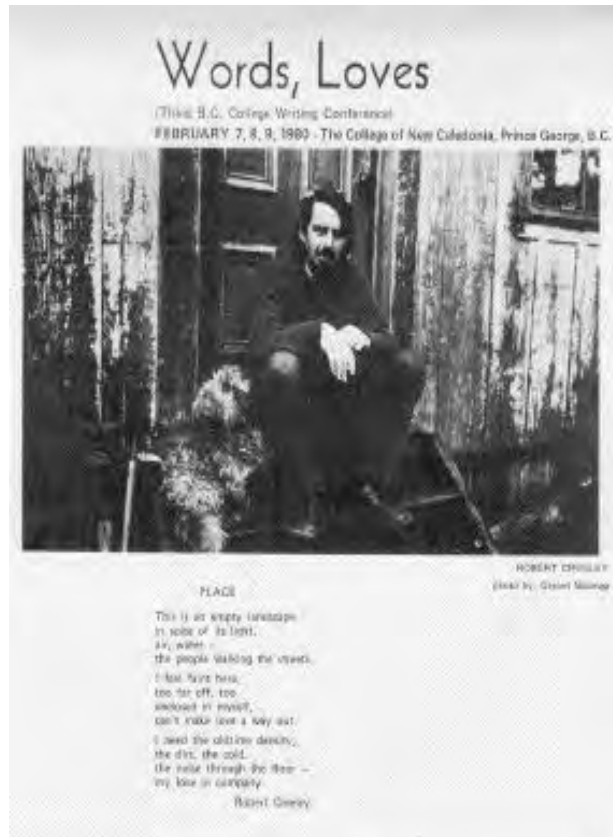 Words, Loves
(Third B.C. College Writing Conference)
FEBRUARY 7, 8, 9, 1980 - The College of New Caledonia, Prince George, B.C.
ROBERT CREELEY
photo by:
PLACE
This is an empty landscape
in spite of its light,
air, water -
the people walking the streets.
I feel faint here,
too far off, too
enclosed in myself,
can't make love a way out.
I need the oldtime density,
the dirt, the cold,
the noise through the floor -
my love in company.
Robert Creeley